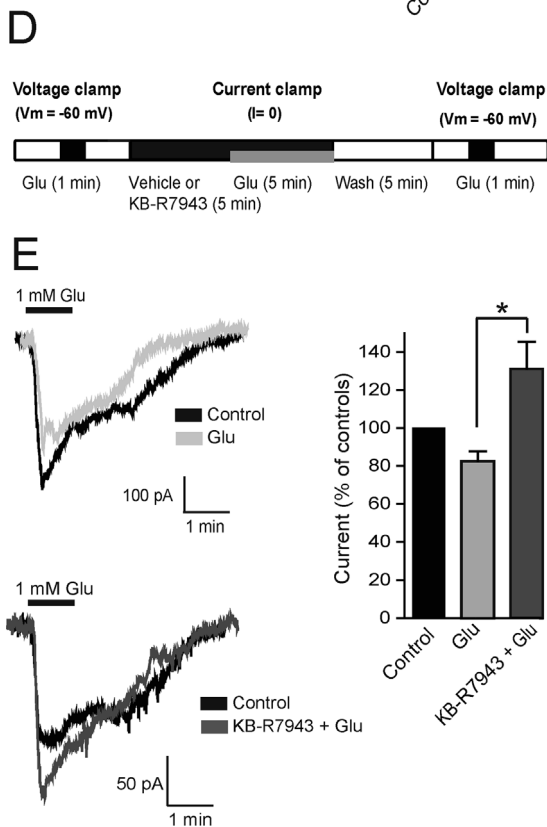 Co
D
Voltage clamp
(Vm = -60 mV)
Current clamp
(I= 0)
Voltage clamp
(Vm = -60 mV)
Glu (1 min)
Vehicle or
KB-R7943 (5 min)
Glu (5 min)
Wash (5 min)
Glu (1 min)
E
1 mM Glu
Control
Glu
100 pA
1 min
1 mM Glu
Control
KB-R7943 + Glu
50 pA
1 min
*
Current (% of controls)
140
120
100
80
60
40
20
0
Control
Glu
KB-R7943 + Glu